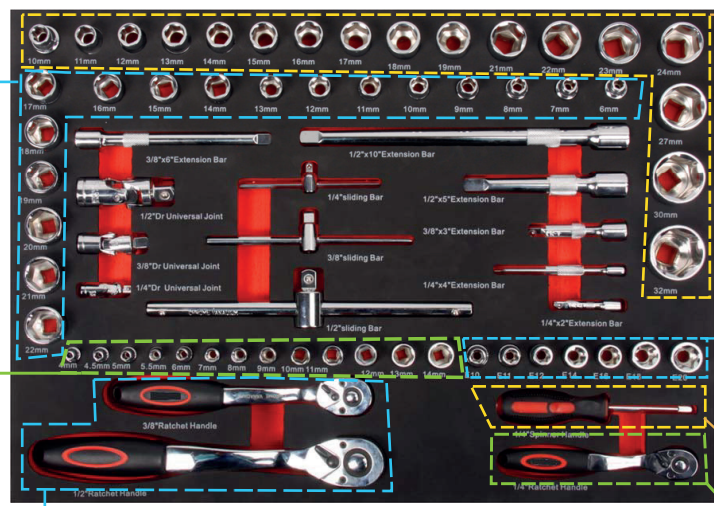 10mm 11mm 12mm 13mm 14mm 15mm 16mm 17mm 18mm 19mm 21mm 22mm 23mm 24mm
17mm 16mm 15mm 14mm 13mm 12mm 11mm 10mm 9mm 8mm 7mm 6mm
27mm
18mm
3/8"x6"Extension Bar
1/2"x10"Extension Bar
19mm
1/4"sliding Bar
1/2"x5"Extension Bar
30mm
1/2"Dr Universal Joint
20mm
3/8"x3"Extension Bar
3/8"sliding Bar
3/8"Dr Universal Joint
21mm
1/4"Dr Universal Joint
1/4"x4"Extension Bar
32mm
1/2"sliding Bar
1/4"x2"Extension Bar
22mm
4mm 4.5mm 5mm 5.5mm 6mm 7mm 8mm 9mm 10mm 11mm 12mm 13mm 14mm
10 E11 E12 E14 E16 E18 E20
3/8"Ratchet Handle
1/4"Spinner Handle
1/2"Ratchet Handle
1/4"Ratchet Handle